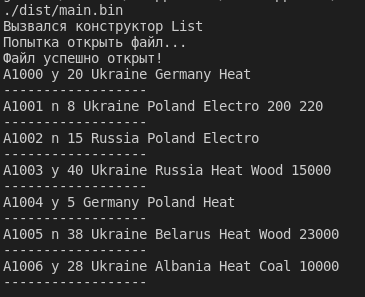 ./dist/main.bin
Вызвался конструктор List
Попытка открыть файл...
Файл успешно открыт!
A1000 y 20 Ukraine Germany Heat
------------------
A1001 n 8 Ukraine Poland Electro 200 220
------------------
A1002 n 15 Russia Poland Electro
------------------
A1003 y 40 Ukraine Russia Heat Wood 15000
------------------
A1004 y 5 Germany Poland Heat
------------------
A1005 n 38 Ukraine Belarus Heat Wood 23000
------------------
A1006 y 28 Ukraine Albania Heat Coal 10000
------------------